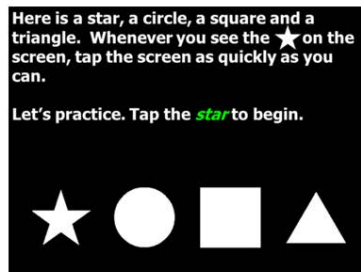 Here is a star, a circle, a square and a
triangle. Whenever you see the ★ on the
screen, tap the screen as quickly as you
can.
Let's practice. Tap the star to begin.